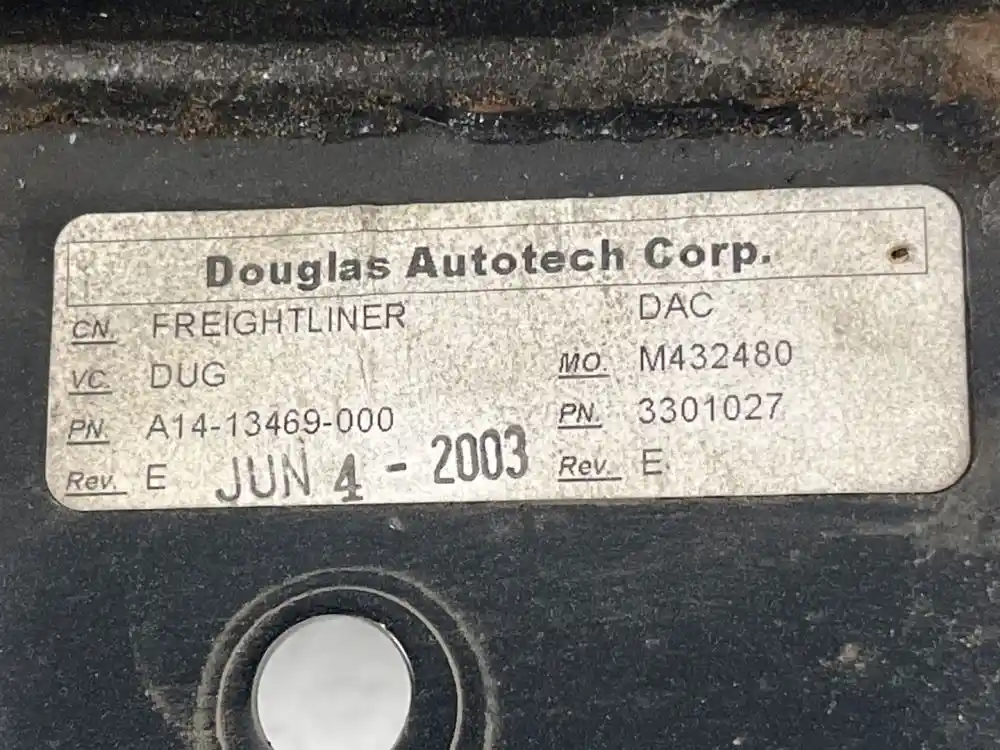 Douglas Autotech Corp.
CN. FREIGHTLINER DAC
VC. DUG MO. M432480
PN. A14-13469-000 PN. 3301027
Rev. E JUN 4 - 2003 Rev. E